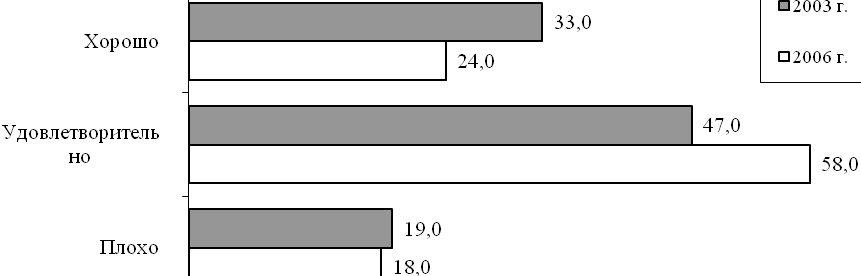 2003 г.
Хорошо
33,0
24,0
2006 г.
Удовлетворитель
но
47,0
58,0
Плохо
19,0
18,0